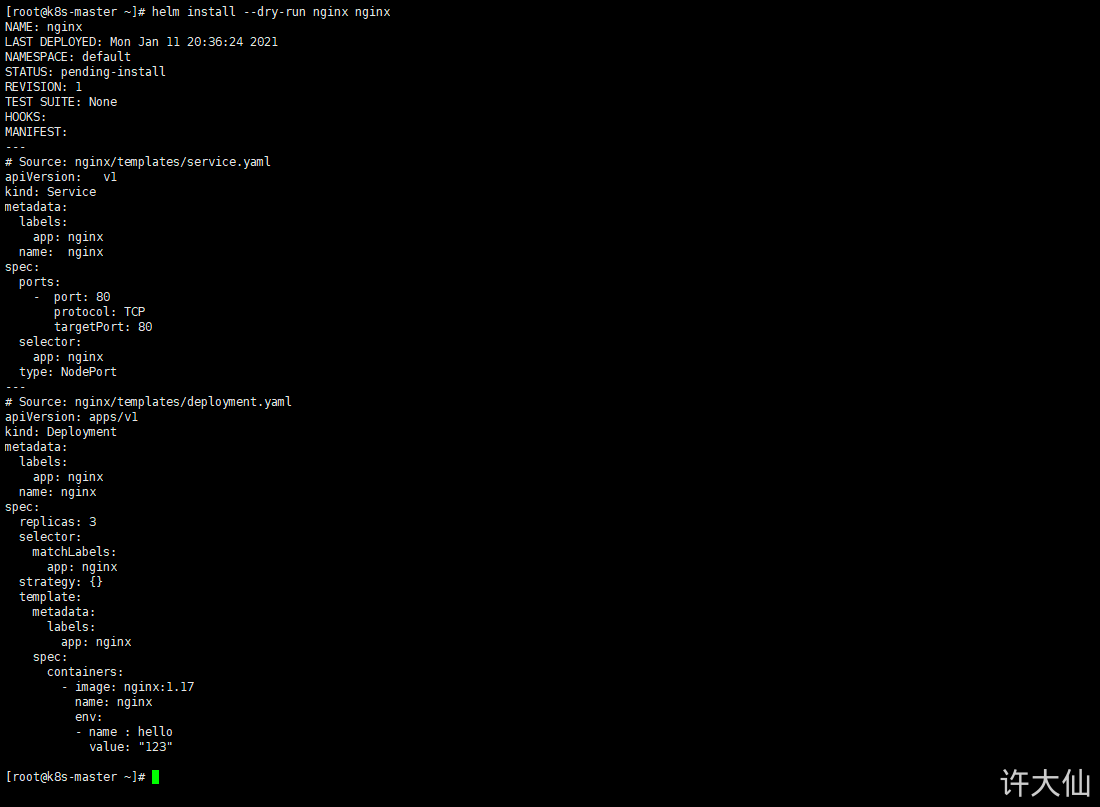 [root@k8s-master ~]# helm install --dry-run nginx nginx
NAME: nginx
LAST DEPLOYED: Mon Jan 11 20:36:24 2021
NAMESPACE: default
STATUS: pending-install
REVISION: 1
TEST SUITE: None
HOOKS:
MANIFEST:
---
# Source: nginx/templates/service.yaml
apiVersion:   v1
kind: Service
metadata:
  labels:
    app: nginx
  name:  nginx
spec:
  ports:
    -  port: 80
       protocol: TCP
       targetPort: 80
  selector:
    app: nginx
  type: NodePort
---
# Source: nginx/templates/deployment.yaml
apiVersion: apps/v1
kind: Deployment
metadata:
  labels:
    app: nginx
  name: nginx
spec:
  replicas: 3
  selector:
    matchLabels:
      app: nginx
  strategy: {}
  template:
    metadata:
      labels:
        app: nginx
    spec:
      containers:
        - image: nginx:1.17
          name: nginx
          env:
          - name : hello
            value: "123"
[root@k8s-master ~]#
许大仙